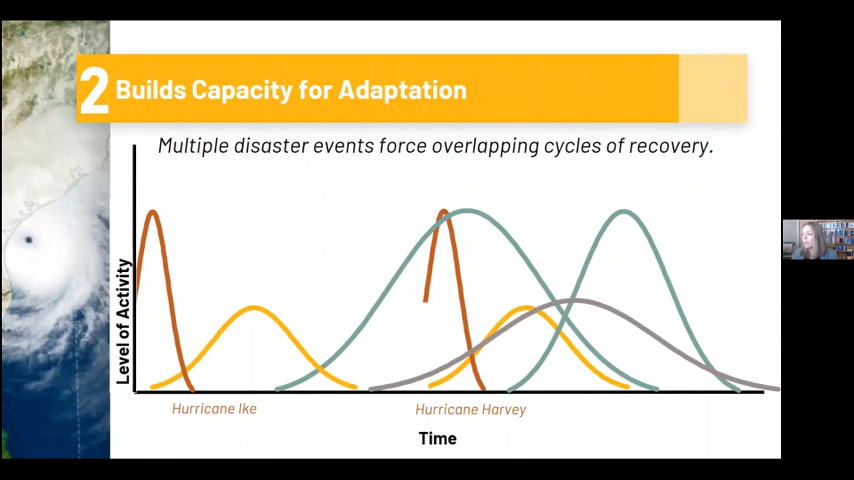 2 Builds Capacity for Adaptation
Multiple disaster events force overlapping cycles of recovery.
Level of Activity
Hurricane Ike
Hurricane Harvey
Time